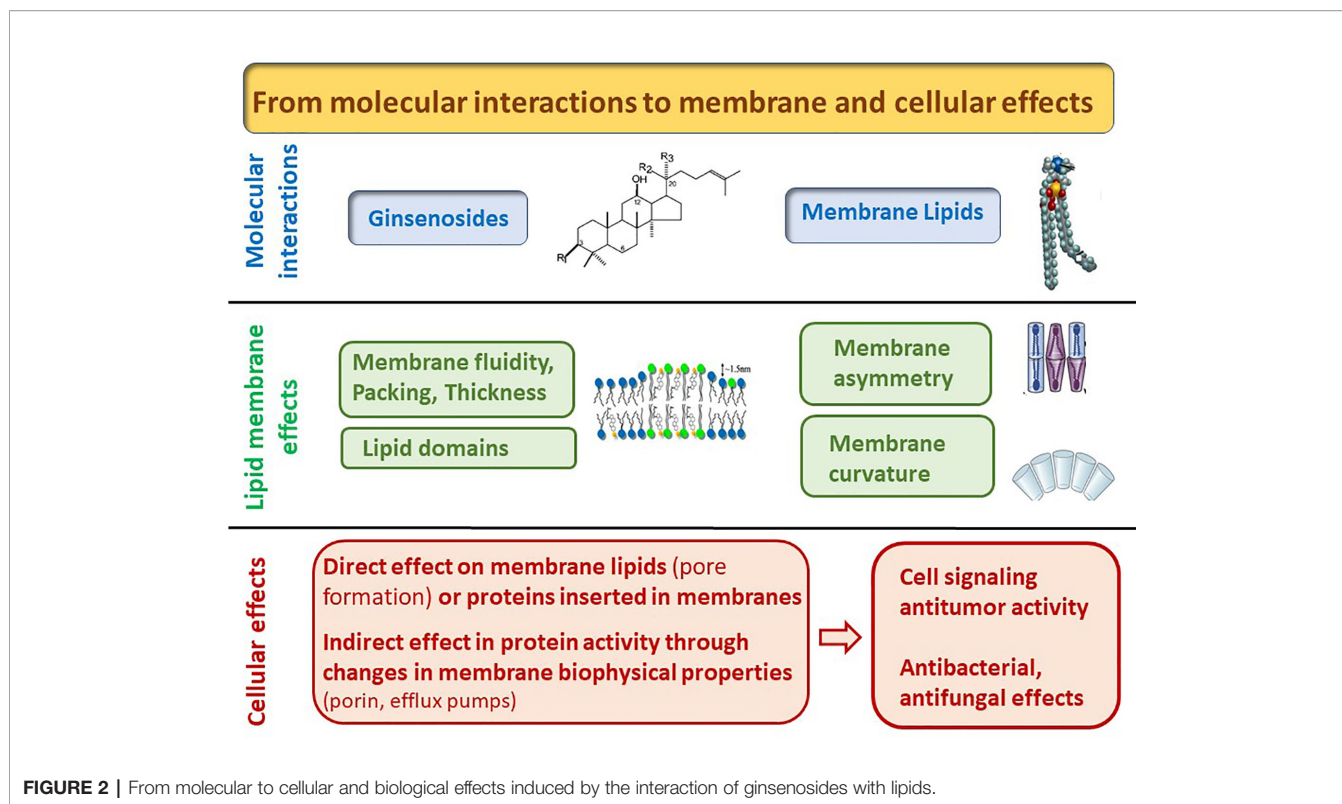 From molecular interactions to membrane and cellular effects
Molecular
interactions
Ginsenosides
R2
R3
OH
20
12
3
6
R1
Membrane Lipids
Lipid membrane
effects
Membrane fluidity,
Packing, Thickness
Lipid domains
~1.5nm
Membrane
asymmetry
Membrane
curvature
Cellular effects
Direct effect on membrane lipids (pore
formation) or proteins inserted in membranes
Indirect effect in protein activity through
changes in membrane biophysical properties
(porin, efflux pumps)
Cell signaling
antitumor activity
Antibacterial,
antifungal effects
FIGURE 2 | From molecular to cellular and biological effects induced by the interaction of ginsenosides with lipids.